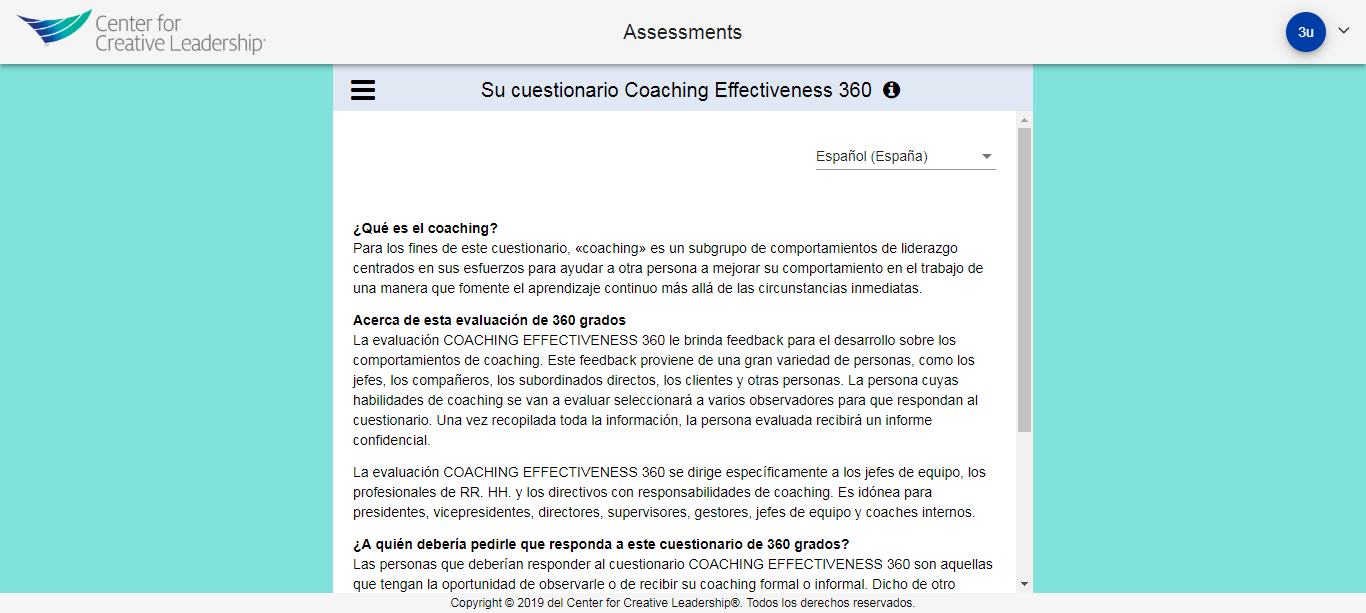 Center for
Creative Leadership®
Assessments
3u
Su cuestionario Coaching Effectiveness 360
Español (España)
¿Qué es el coaching?
Para los fines de este cuestionario, «coaching» es un subgrupo de comportamientos de liderazgo
centrados en sus esfuerzos para ayudar a otra persona a mejorar su comportamiento en el trabajo de
una manera que fomente el aprendizaje continuo más allá de las circunstancias inmediatas.
Acerca de esta evaluación de 360 grados
La evaluación COACHING EFFECTIVENESS 360 le brinda feedback para el desarrollo sobre los
comportamientos de coaching. Este feedback proviene de una gran variedad de personas, como los
jefes, los compañeros, los subordinados directos, los clientes y otras personas. La persona cuyas
habilidades de coaching se van a evaluar seleccionará a varios observadores para que respondan al
cuestionario. Una vez recopilada toda la información, la persona evaluada recibirá un informe
confidencial.
La evaluación COACHING EFFECTIVENESS 360 se dirige específicamente a los jefes de equipo, los
profesionales de RR. HH. y los directivos con responsabilidades de coaching. Es idónea para
presidentes, vicepresidentes, directores, supervisores, gestores, jefes de equipo y coaches internos.
¿A quién debería pedirle que responda a este cuestionario de 360 grados?
Las personas que deberían responder al cuestionario COACHING EFFECTIVENESS 360 son aquellas
que tengan la oportunidad de observarle o de recibir su coaching formal o informal. Dicho de otro
Copyright © 2019 del Center for Creative Leadership®. Todos los derechos reservados.